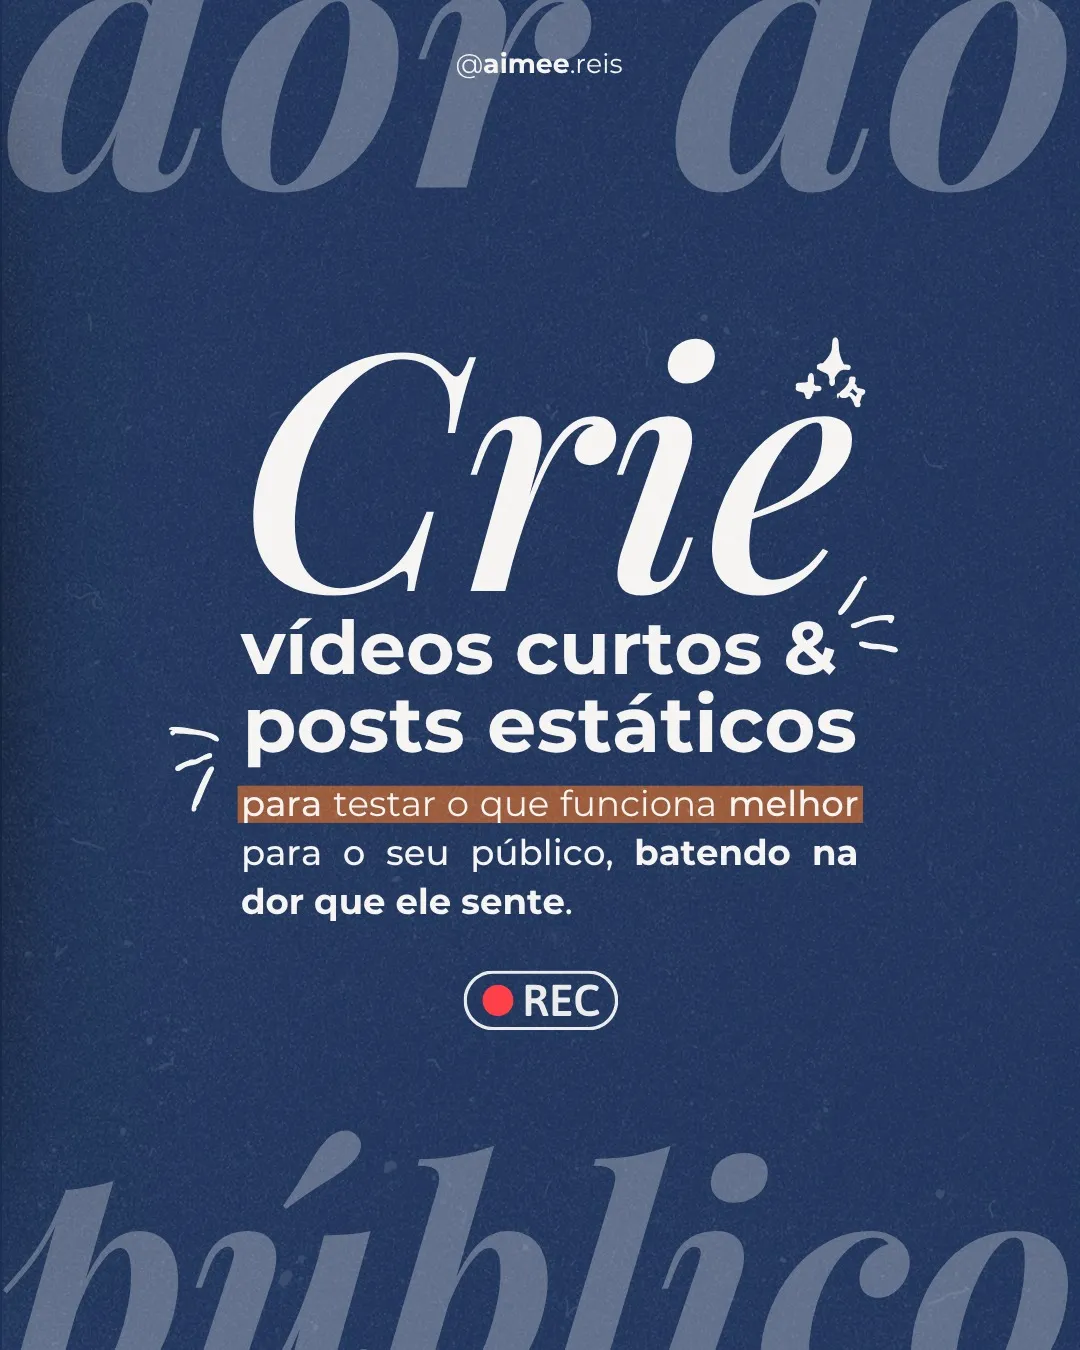 dor do
@aimee.reis
Crie
vídeos curtos &
posts estáticos
para testar o que funciona melhor
para o seu público, batendo na
dor que ele sente.
REC
público